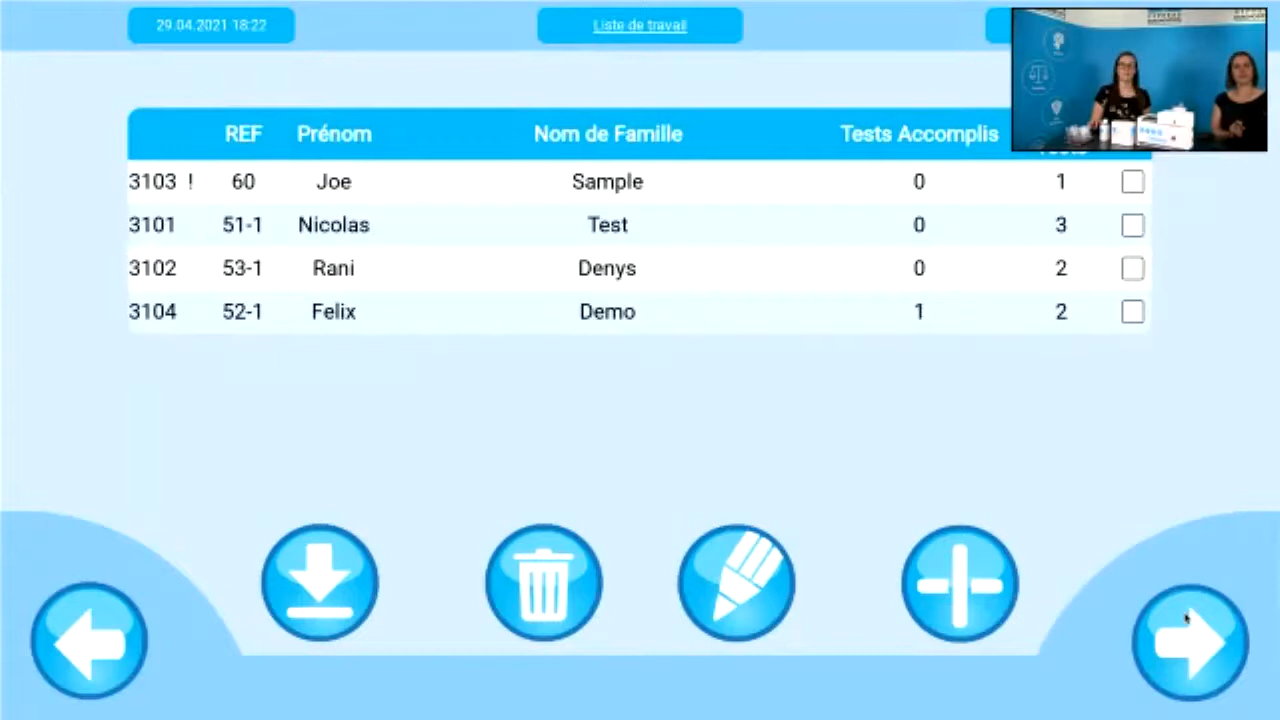 29.04.2021 18:22
Liste de travail
REF Prénom Nom de Famille Tests Accomplis
3103 ! 60 Joe Sample 0 1
3101 51-1 Nicolas Test 0 3
3102 53-1 Rani Denys 0 2
3104 52-1 Felix Demo 1 2